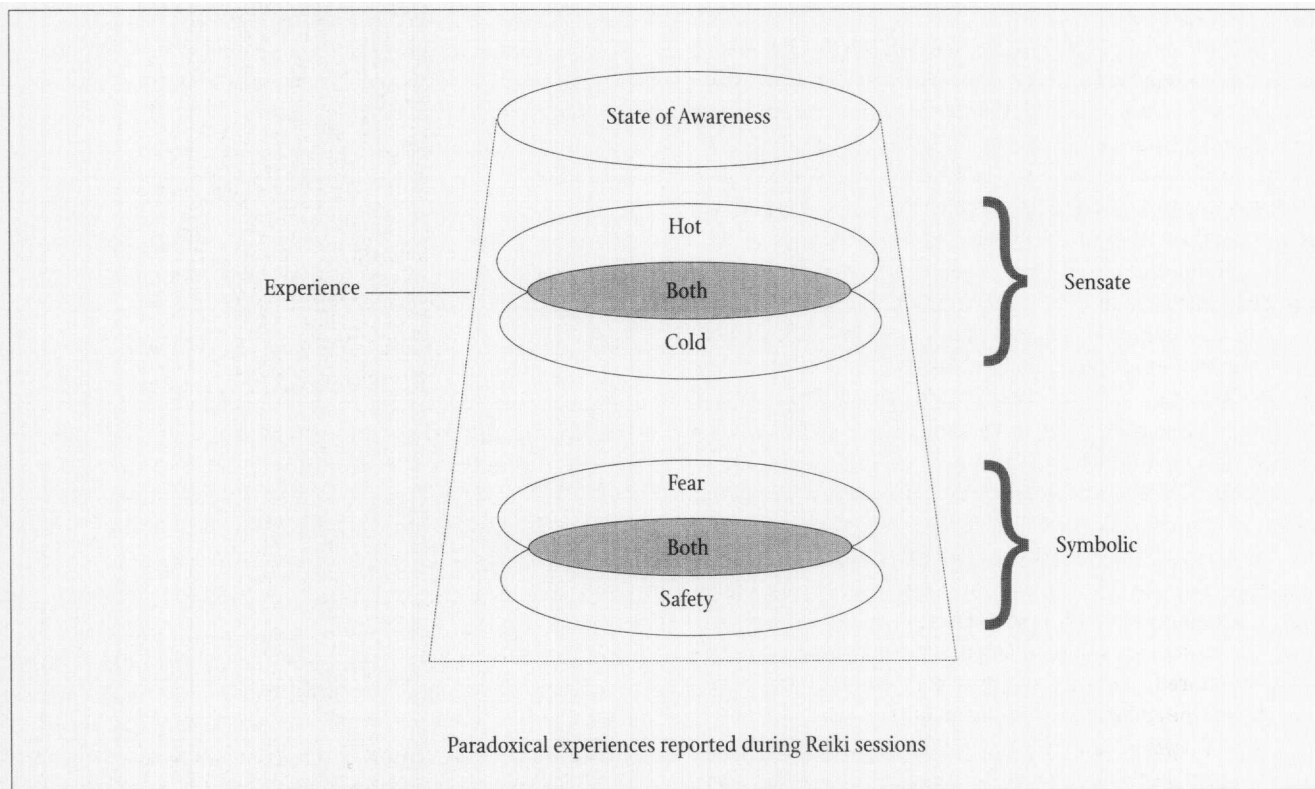 State of Awareness
Hot
Experience
Both
Sensate
Cold
Fear
Both
Symbolic
Safety
Paradoxical experiences reported during Reiki sessions